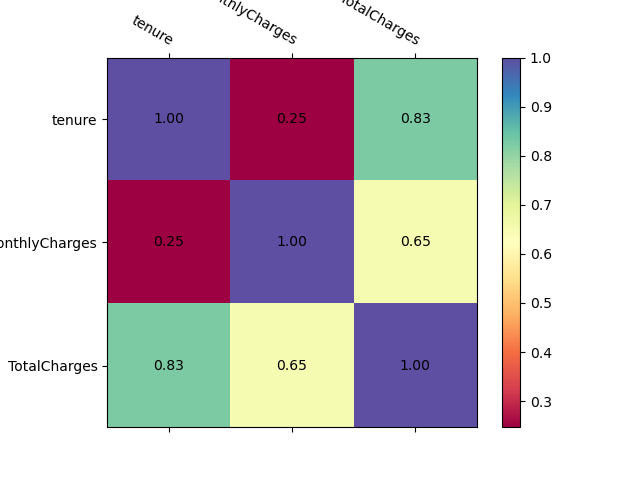 tenure
nthlyCharges
TotalCharges
1.0
0.9
0.8
0.7
0.6
0.5
0.4
0.3
tenure
1.00 0.25 0.83
onthlyCharges
0.25 1.00 0.65
TotalCharges
0.83 0.65 1.00